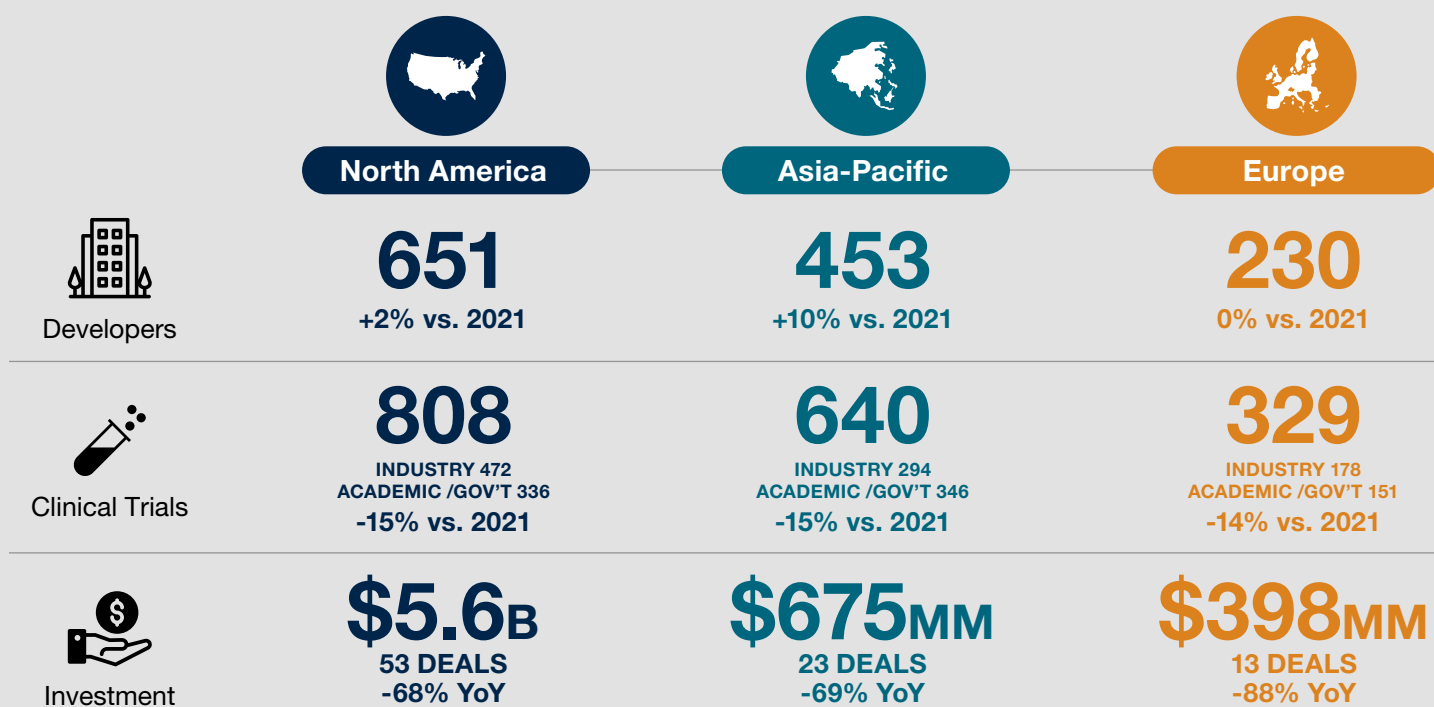 North America
Asia-Pacific
Europe
Developers
651
+2% vs. 2021
453
+10% vs. 2021
230
0% vs. 2021
Clinical Trials
808
INDUSTRY 472
ACADEMIC /GOV'T 336
-15% vs. 2021
640
INDUSTRY 294
ACADEMIC /GOV'T 346
-15% vs. 2021
329
INDUSTRY 178
ACADEMIC /GOV'T 151
-14% vs. 2021
$
Investment
$5.6B
53 DEALS
-68% YoY
$675MM
23 DEALS
-69% YoY
$398MM
13 DEALS
-88% YoY